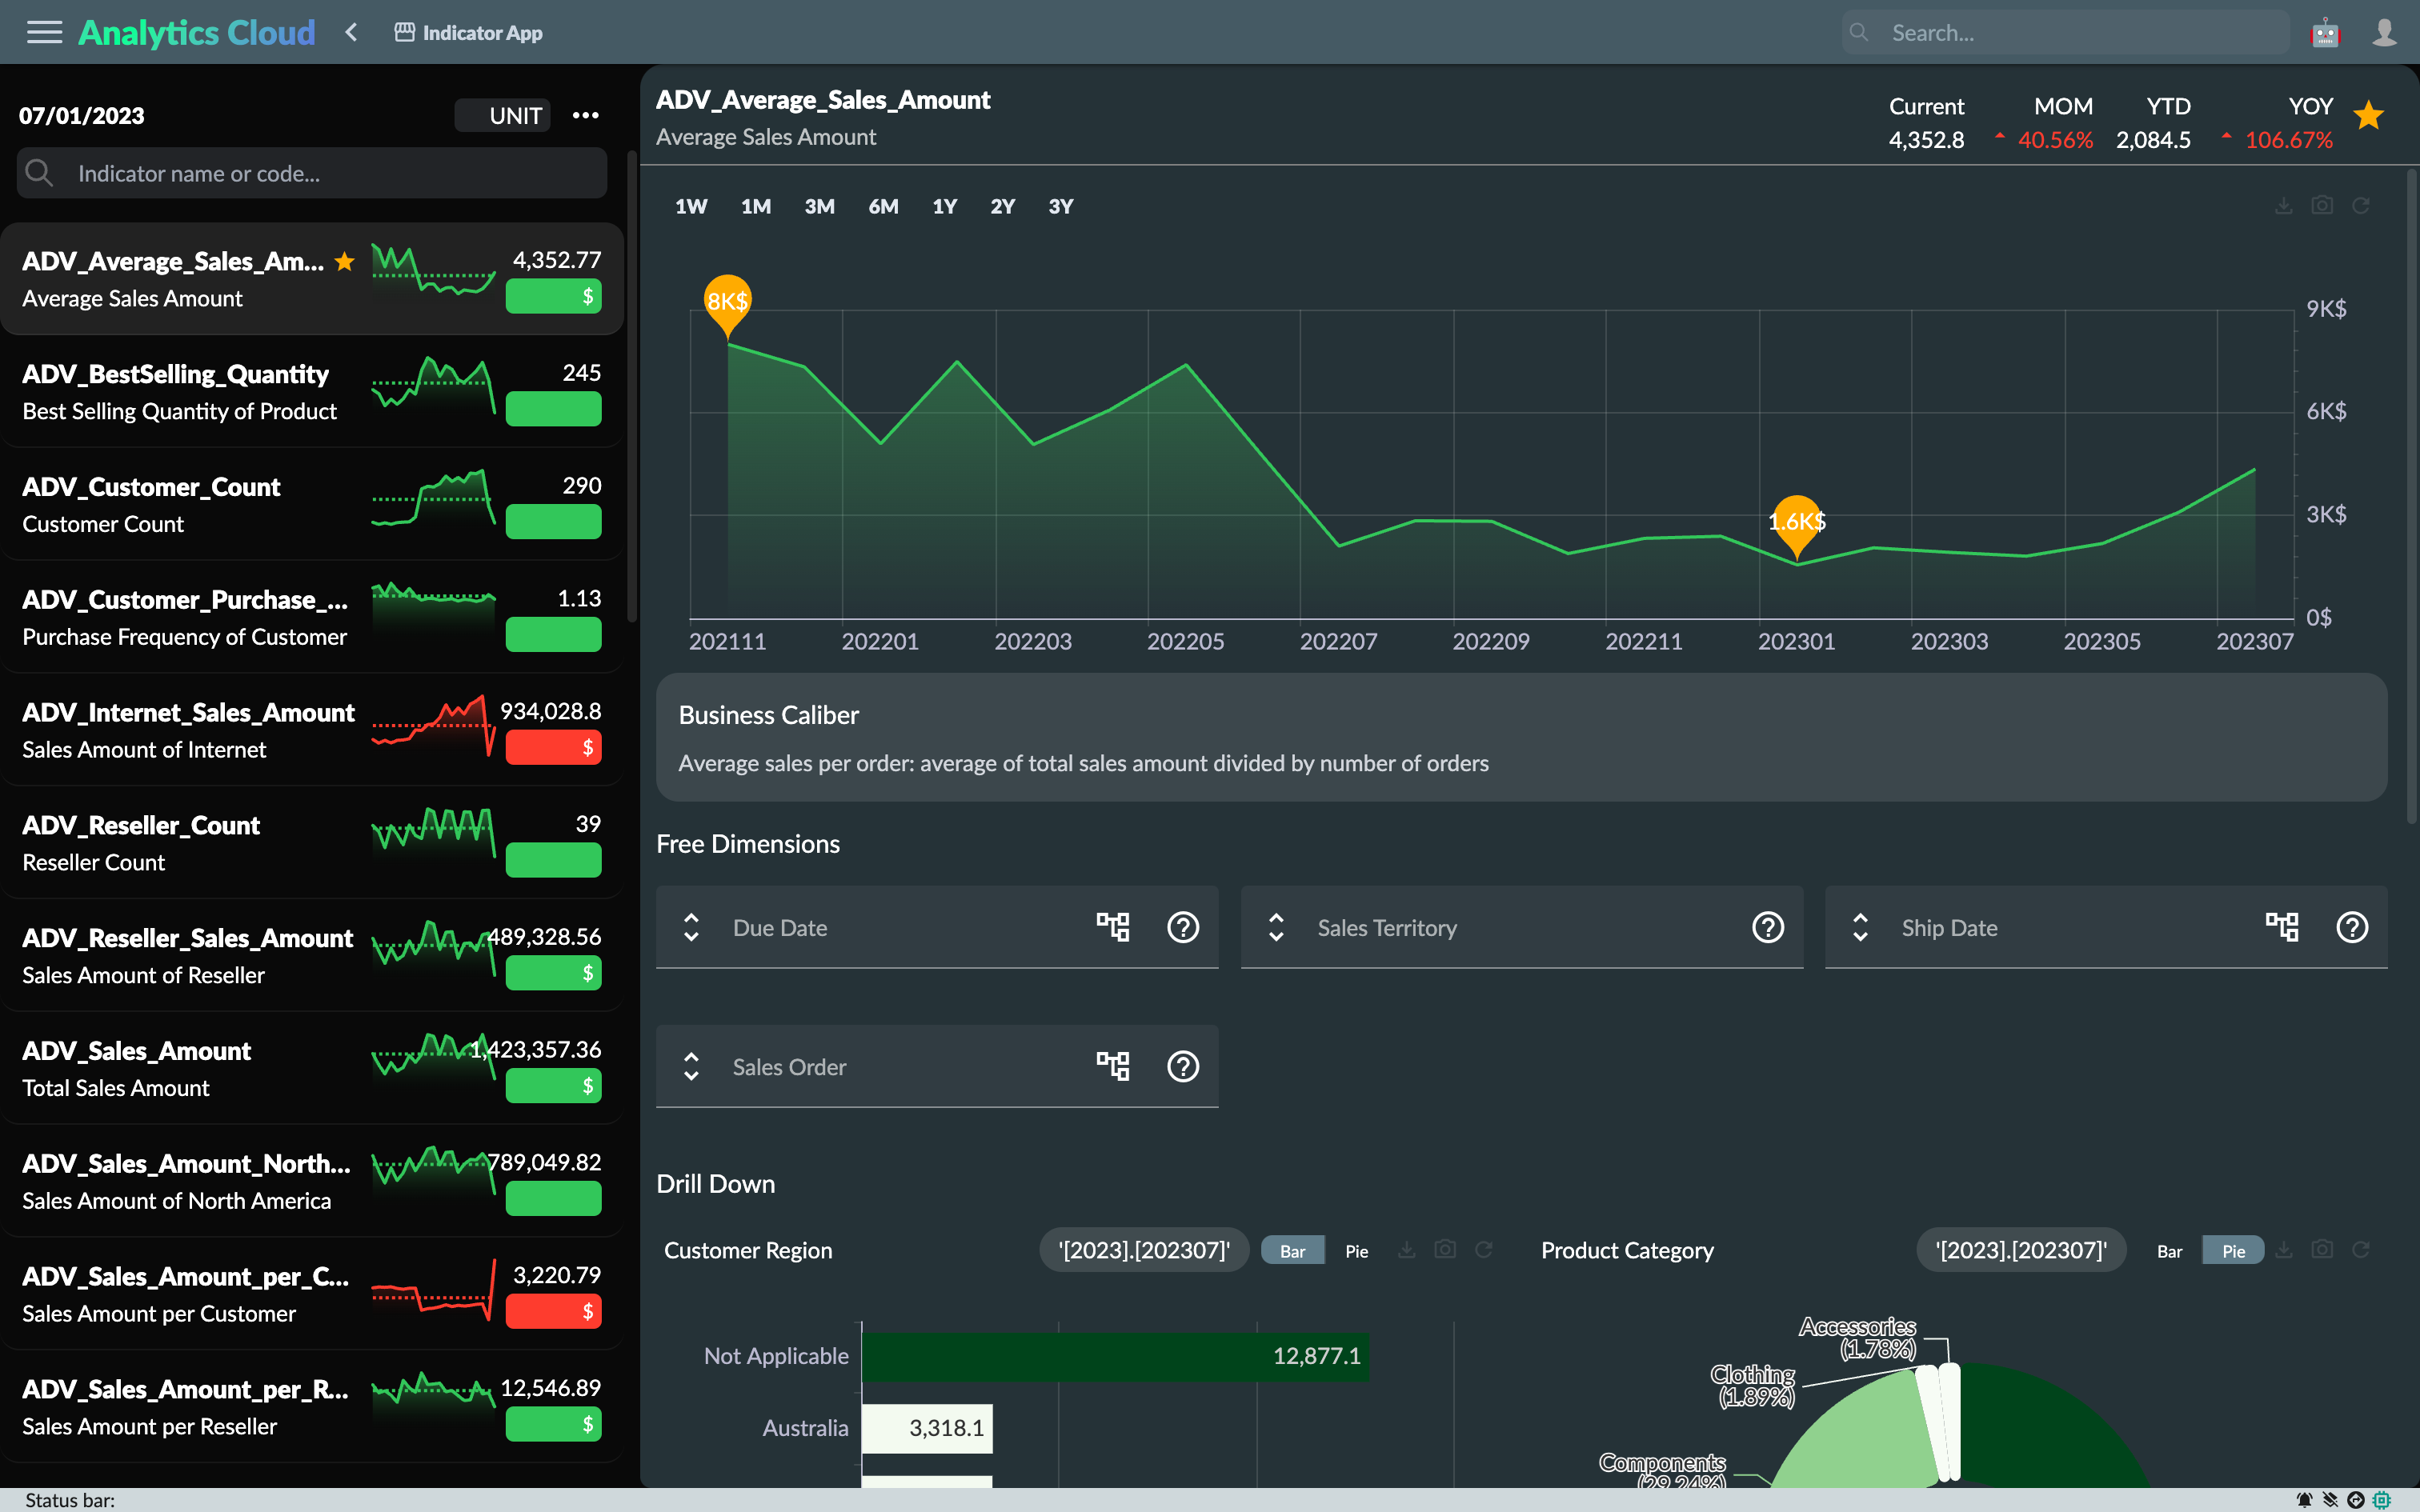 Analytics Cloud
Indicator App
Search...
07/01/2023
UNIT
Indicator name or code...
ADV_Average_Sales_Am...
4,352.77
Average Sales Amount
$
ADV_BestSelling_Quantity
245
Best Selling Quantity of Product
ADV_Customer_Count
290
Customer Count
ADV_Customer_Purchase_...
1.13
Purchase Frequency of Customer
ADV_Internet_Sales_Amount
934,028.8
Sales Amount of Internet
$
ADV_Reseller_Count
39
Reseller Count
ADV_Reseller_Sales_Amount
489,328.56
Sales Amount of Reseller
$
ADV_Sales_Amount
1,423,357.36
Total Sales Amount
$
ADV_Sales_Amount_North...
789,049.82
Sales Amount of North America
ADV_Sales_Amount_per_C...
3,220.79
Sales Amount per Customer
$
ADV_Sales_Amount_per_R...
12,546.89
Sales Amount per Reseller
$
ADV_Average_Sales_Amount
Average Sales Amount
Current MOM YTD YOY
4,352.8 40.56% 2,084.5 106.67%
1W 1M 3M 6M 1Y 2Y 3Y
8K$
1.6K$
9K$
6K$
3K$
0$
202111 202201 202203 202205 202207 202209 202211 202301 202303 202305 202307
Business Caliber
Average sales per order: average of total sales amount divided by number of orders
Free Dimensions
Due Date
Sales Territory
Ship Date
Sales Order
Drill Down
Customer Region
'[2023].[202307]'
Bar Pie
Not Applicable 12,877.1
Australia 3,318.1
Product Category
'[2023].[202307]'
Bar Pie
Accessories
(1.78%)
Clothing
(1.89%)
Components
(29.24%)
Status bar: